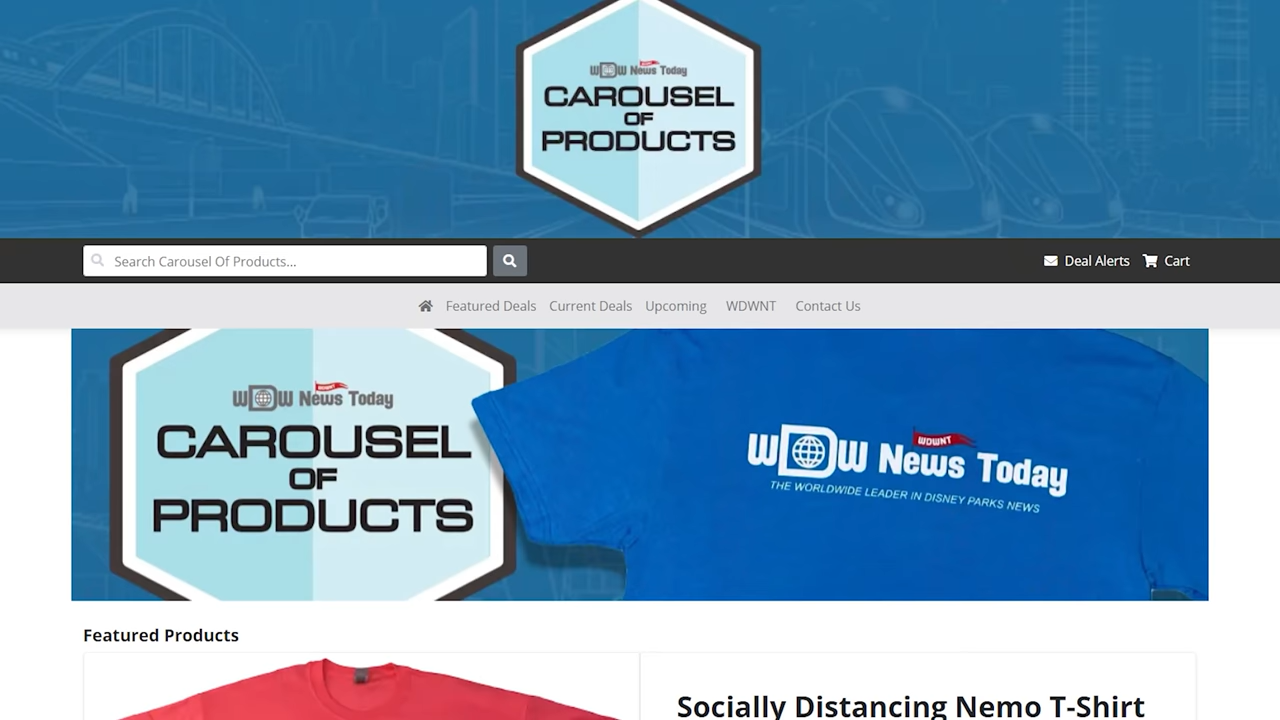 WDW News Today
CAROUSEL
OF
PRODUCTS
Search Carousel Of Products...
Deal Alerts
Cart
Featured Deals
Current Deals
Upcoming
WDWNT
Contact Us
WDW News Today
CAROUSEL
OF
PRODUCTS
WDWNT
WDW News Today
THE WORLDWIDE LEADER IN DISNEY PARKS NEWS
Featured Products
Socially Distancing Nemo T-Shirt